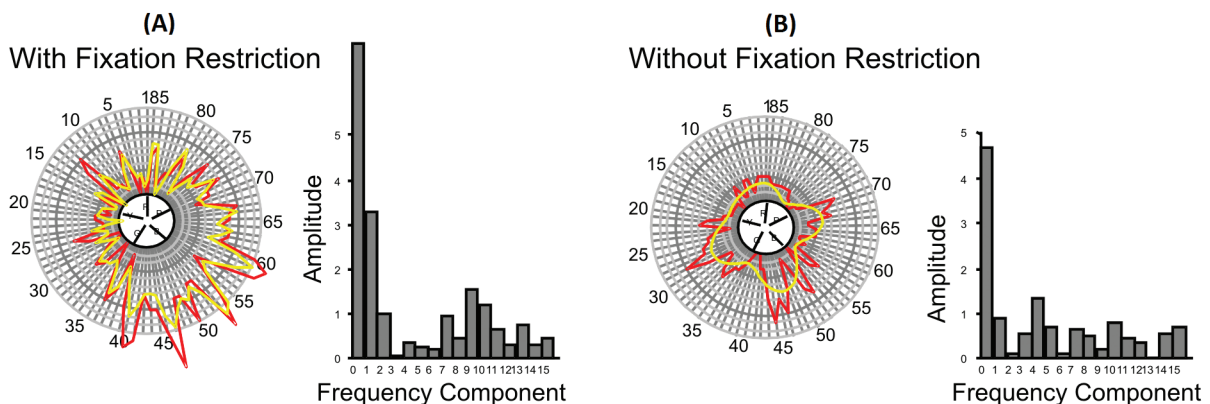 (A)
With Fixation Restriction
185
5
10
15
20
25
30
35
40
45
50
55
60
65
70
75
80
R
P
B
G
Y
Amplitude
5
4
3
2
1
0
0 1 2 3 4 5 6 7 8 9 10 11 12 13 14 15
Frequency Component
(B)
Without Fixation Restriction
185
5
10
15
20
25
30
35
40
45
50
55
60
65
70
75
80
R
P
B
G
Y
Amplitude
5
4
3
2
1
0
0 1 2 3 4 5 6 7 8 9 10 11 12 13 14 15
Frequency Component